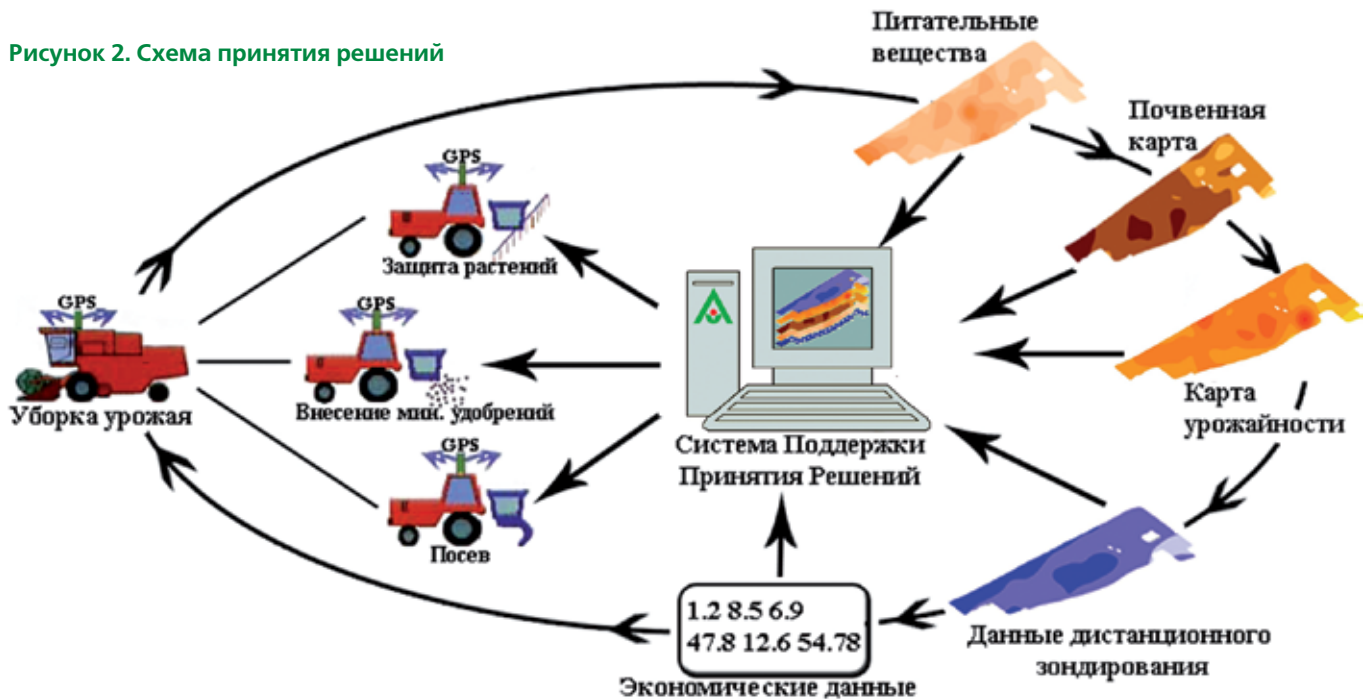 Рисунок 2. Схема принятия решений
Питательные
вещества
Почвенная
карта
GPS
Защита растений
GPS
Уборка урожая
GPS
Внесение мин. удобрений
Карта
урожайности
GPS
Посев
Система Поддержки
Принятия Решений
1.2 8.5 6.9
47.8 12.6 54.78
Экономические данные
Данные дистанционного
зондирования